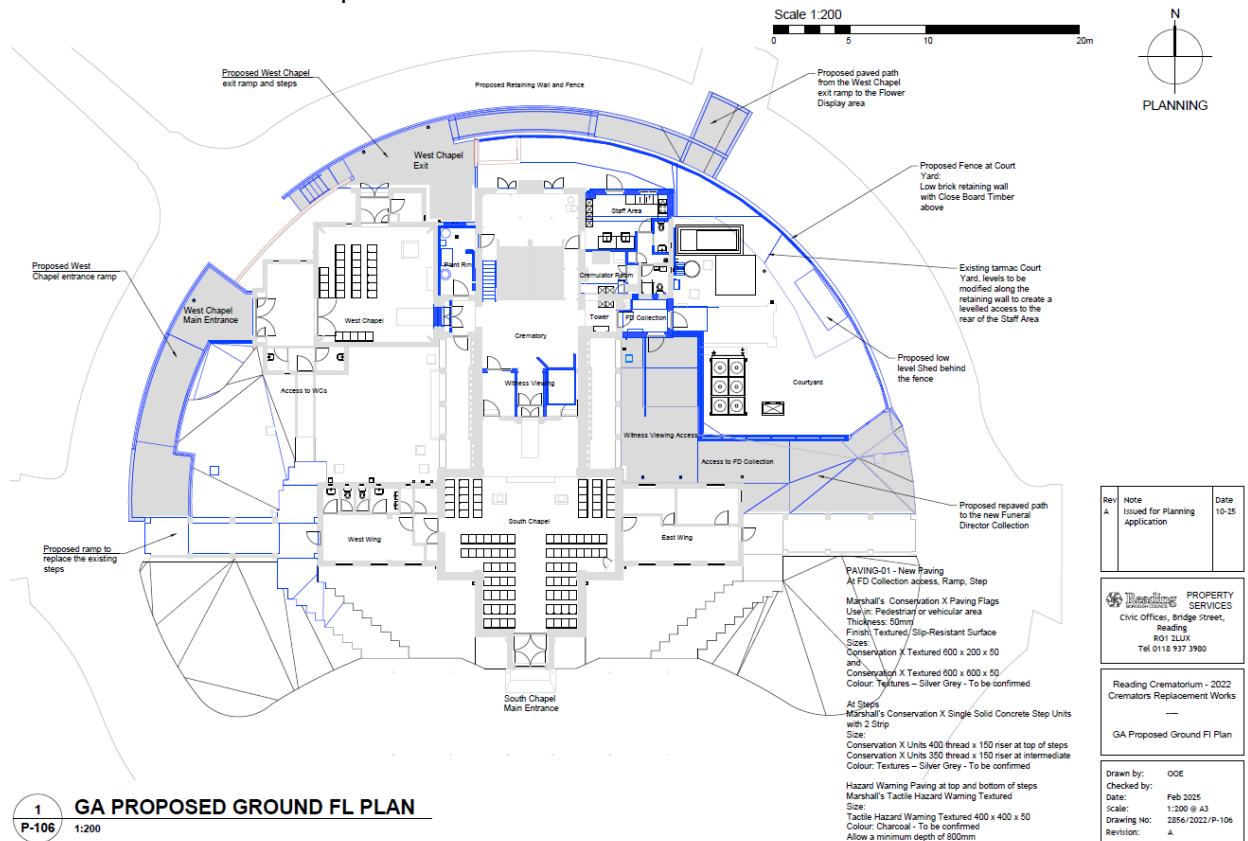 Scale 1:200
0 5 10 20m
N
PLANNING
Proposed West Chapel
exit ramp and steps
Proposed Retaining Wall and Fence
Proposed paved path
from the West Chapel
exit ramp to the Flower
Display area
West Chapel
Exit
Proposed Fence at Court
Yard:
Low brick retaining wall
with Close Board Timber
above
Staff Area
Proposed West
Chapel entrance ramp
Plant Rm
Cremulator Room
Existing tarmac Court
Yard, levels to be
modified along the
retaining wall to create a
levelled access to the
rear of the Staff Area
West Chapel
Main Entrance
West Chapel
Tower
FD Collection
Crematory
Proposed low
level Shed behind
the fence
Witness Viewing
Courtyard
Access to WCs
Witness Viewing Access
Access to FD Collection
Proposed repaved path
to the new Funeral
Director Collection
South Chapel
West Wing
East Wing
Proposed ramp to
replace the existing
steps
South Chapel
Main Entrance
PAVING-01 - New Paving
At FD Collection access, Ramp, Step
Marshall's Conservation X Paving Flags
Use in: Pedestrian or vehicular area
Thickness: 50mm
Finish: Textured, Slip-Resistant Surface
Sizes:
Conservation X Textured 600 x 200 x 50
and
Conservation X Textured 600 x 600 x 50
Colour: Textures – Silver Grey - To be confirmed
At Steps
Marshall's Conservation X Single Solid Concrete Step Units
with 2 Strip
Size:
Conservation X Units 400 thread x 150 riser at top of steps
Conservation X Units 350 thread x 150 riser at intermediate
Colour: Textures – Silver Grey - To be confirmed
Hazard Warning Paving at top and bottom of steps
Marshall's Tactile Hazard Warning Textured
Size:
Tactile Hazard Warning Textured 400 x 400 x 50
Colour: Charcoal - To be confirmed
Allow a minimum depth of 800mm
Rev Note Date
A Issued for Planning 10-25
Application
Reading PROPERTY
BOROUGH COUNCIL SERVICES
Civic Offices, Bridge Street,
Reading
RG1 2LUX
Tel 0118 937 3980
Reading Crematorium - 2022
Cremators Replacement Works
----
GA Proposed Ground Fl Plan
Drawn by: OOE
Checked by:
Date: Feb 2025
Scale: 1:200 @ A3
Drawing No: 2856/2022/P-106
Revision: A
1 GA PROPOSED GROUND FL PLAN
P-106 1:200